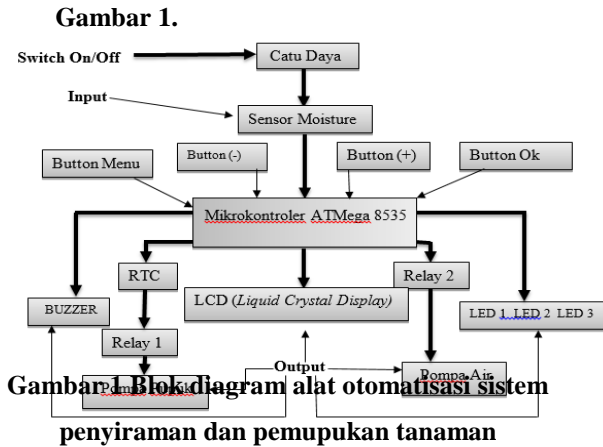 Gambar 1.
Switch On/Off
Catu Daya
Input
Sensor Moisture
Button Menu
Button (-)
Button (+)
Button Ok
Mikrokontroler ATMega 8535
RTC
Relay 2
BUZZER
LCD (Liquid Crystal Display)
LED 1 LED 2 LED 3
Relay 1
Output
Pompa Air
Gambar 1 Blok diagram alat otomatisasi sistem
Pompa Pupuk
penyiraman dan pemupukan tanaman